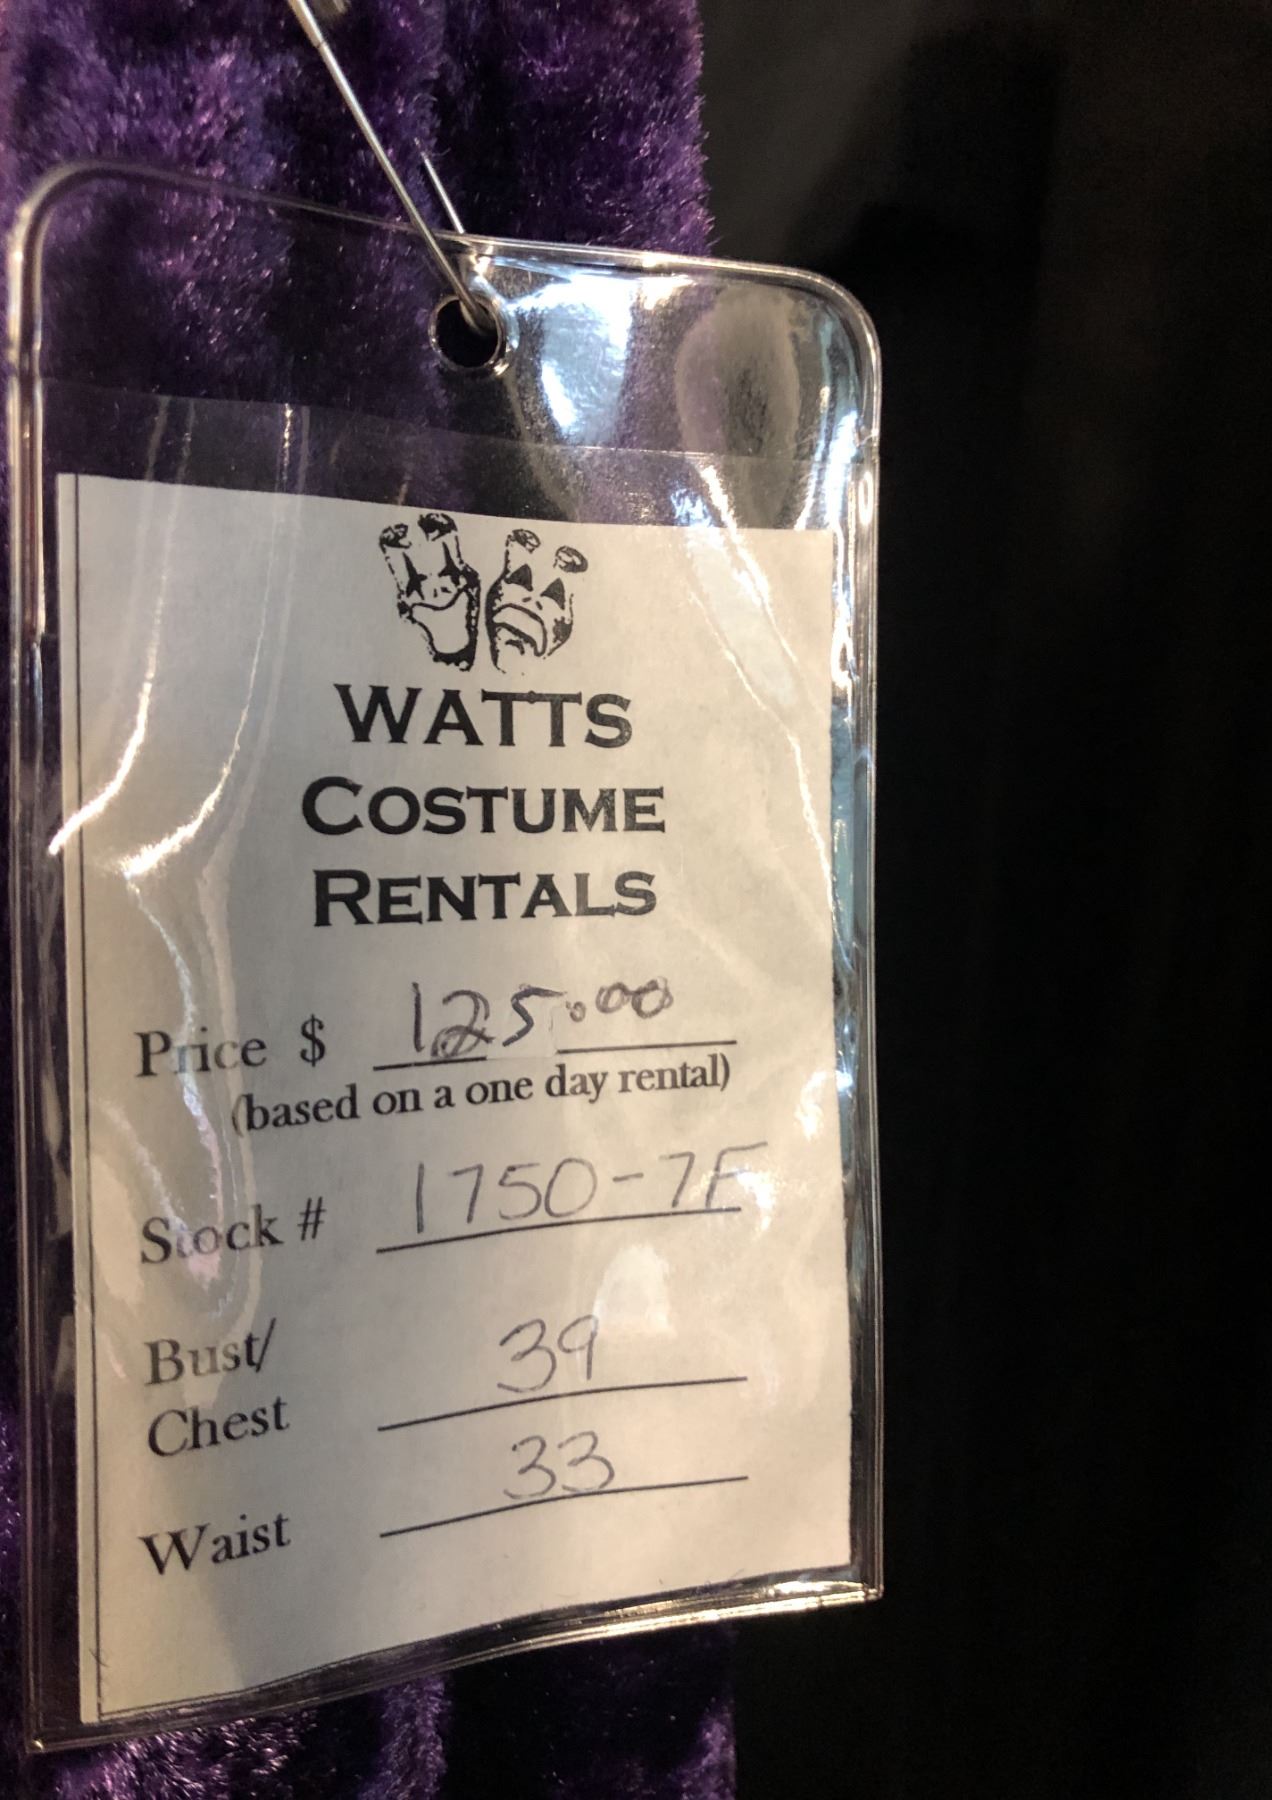 WATTS
COSTUME
RENTALS
Price $ 125.00
(based on a one day rental)
Stock # 1750-7F
Bust/
Chest 39
Waist 33